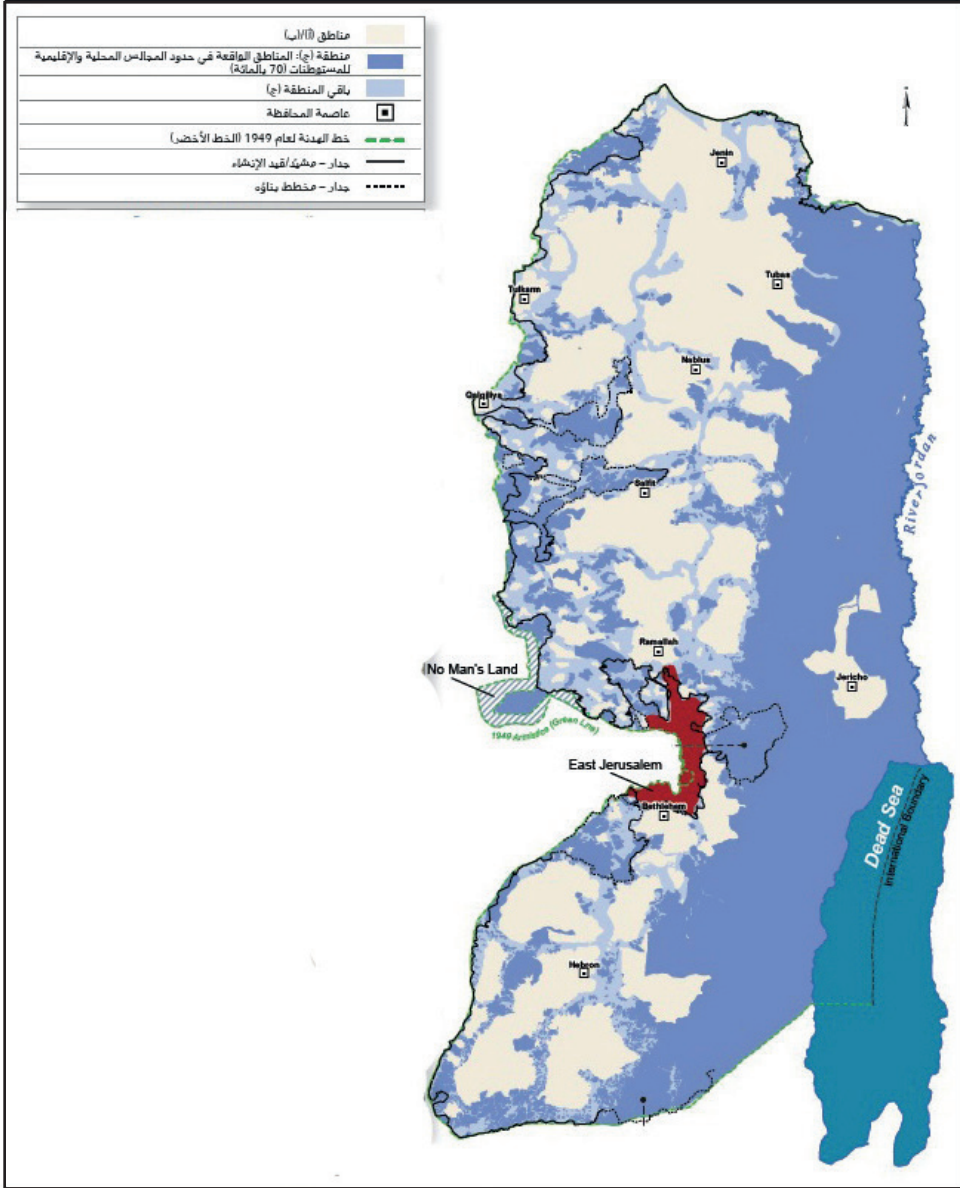 مناطق (أ)/(ب)
منطقة (ج): المناطق الواقعة في حدود المجالس المحلية والإقليمية
للمستوطنات (70 بالمائة)
باقي المنطقة (ج)
عاصمة المحافظة
خط الهدنة لعام 1949 (الخط الأخضر)
جدار – مشيّد/قيد الإنشاء
جدار – مخطط بناؤه
Jenin
Tubas
Tulkarm
Nablus
Qalqiliya
Salfit
River Jordan
Ramallah
No Man's Land
Jericho
1949 Armistice (Green Line)
East Jerusalem
Bethlehem
Dead Sea
International Boundary
Hebron